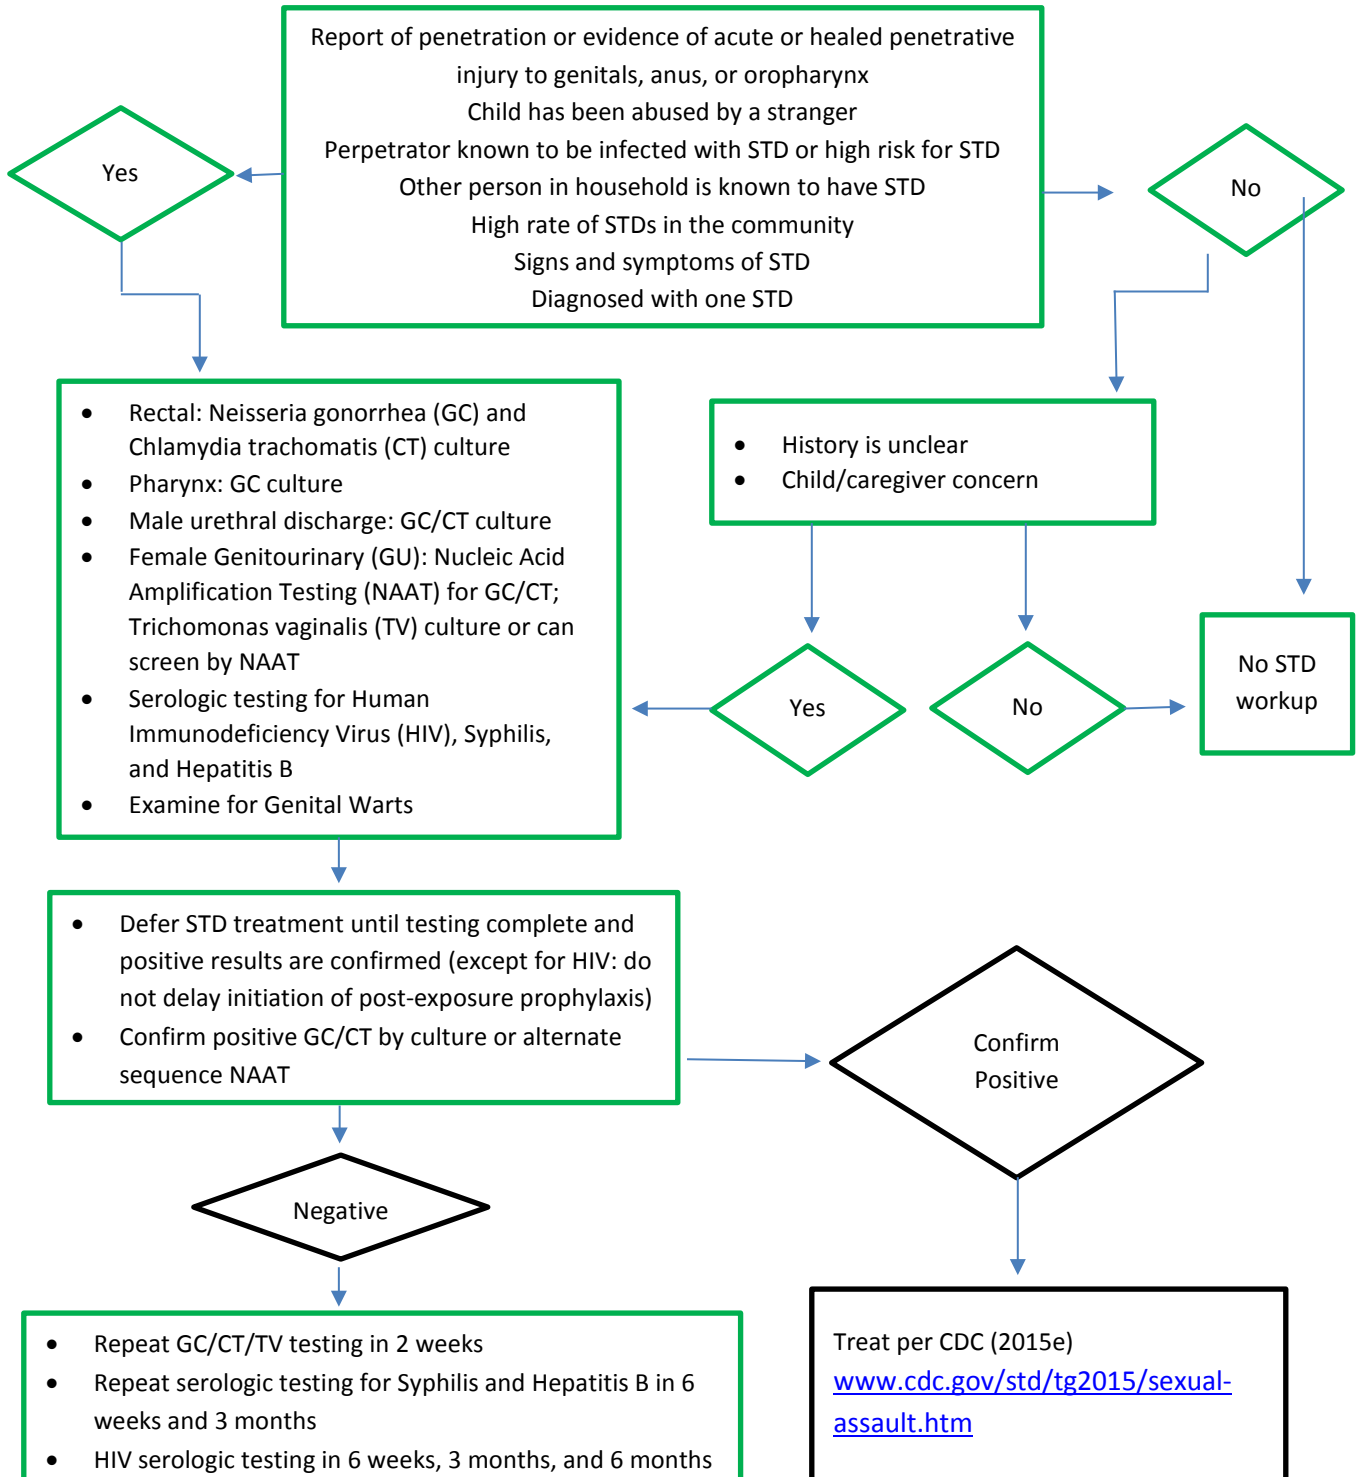 Report of penetration or evidence of acute or healed penetrative
injury to genitals, anus, or oropharynx
Child has been abused by a stranger
Perpetrator known to be infected with STD or high risk for STD
Other person in household is known to have STD
High rate of STDs in the community
Signs and symptoms of STD
Diagnosed with one STD
Yes
No
• Rectal: Neisseria gonorrhea (GC) and
Chlamydia trachomatis (CT) culture
• Pharynx: GC culture
• Male urethral discharge: GC/CT culture
• Female Genitourinary (GU): Nucleic Acid
Amplification Testing (NAAT) for GC/CT;
Trichomonas vaginalis (TV) culture or can
screen by NAAT
• Serologic testing for Human
Immunodeficiency Virus (HIV), Syphilis,
and Hepatitis B
• Examine for Genital Warts
• History is unclear
• Child/caregiver concern
Yes
No
No STD
workup
• Defer STD treatment until testing complete and
positive results are confirmed (except for HIV: do
not delay initiation of post-exposure prophylaxis)
• Confirm positive GC/CT by culture or alternate
sequence NAAT
Confirm
Positive
Negative
• Repeat GC/CT/TV testing in 2 weeks
• Repeat serologic testing for Syphilis and Hepatitis B in 6
weeks and 3 months
• HIV serologic testing in 6 weeks, 3 months, and 6 months
Treat per CDC (2015e)
www.cdc.gov/std/tg2015/sexual-
assault.htm